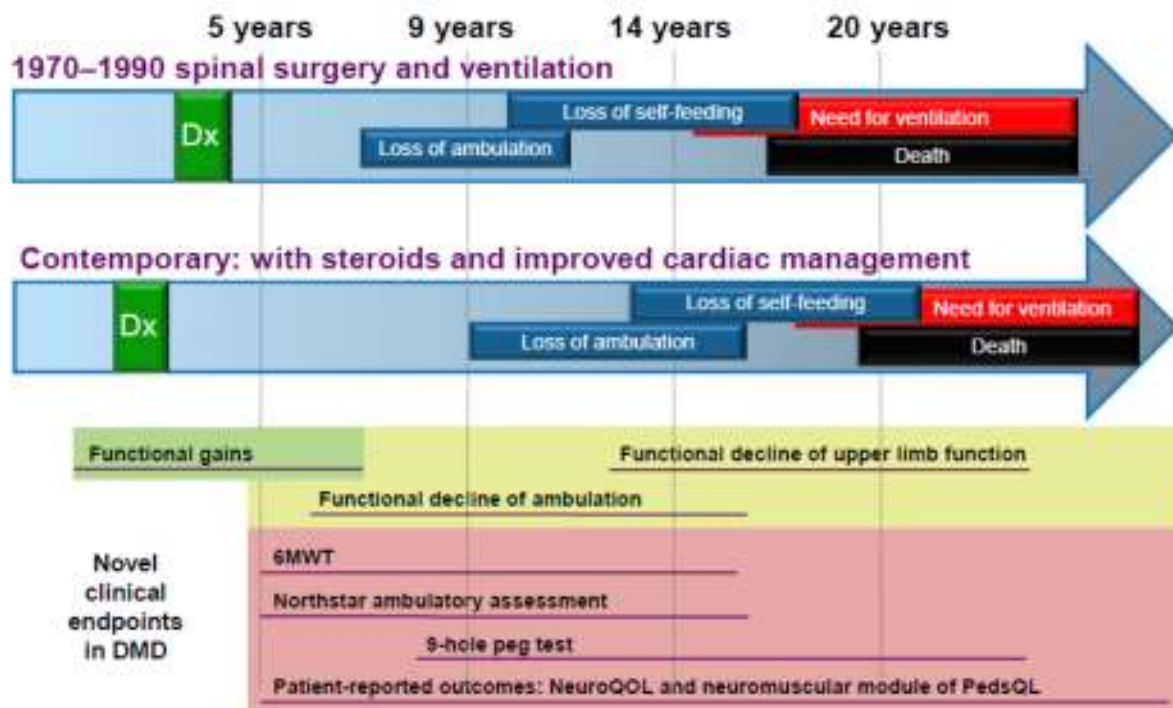 5 years 9 years 14 years 20 years
1970–1990 spinal surgery and ventilation
Dx
Loss of self-feeding
Need for ventilation
Loss of ambulation
Death
Contemporary: with steroids and improved cardiac management
Dx
Loss of self-feeding
Need for ventilation
Loss of ambulation
Death
Functional gains
Functional decline of upper limb function
Functional decline of ambulation
Novel
clinical
endpoints
in DMD
6MWT
Northstar ambulatory assessment
9-hole peg test
Patient-reported outcomes: NeuroQOL and neuromuscular module of PedsQL